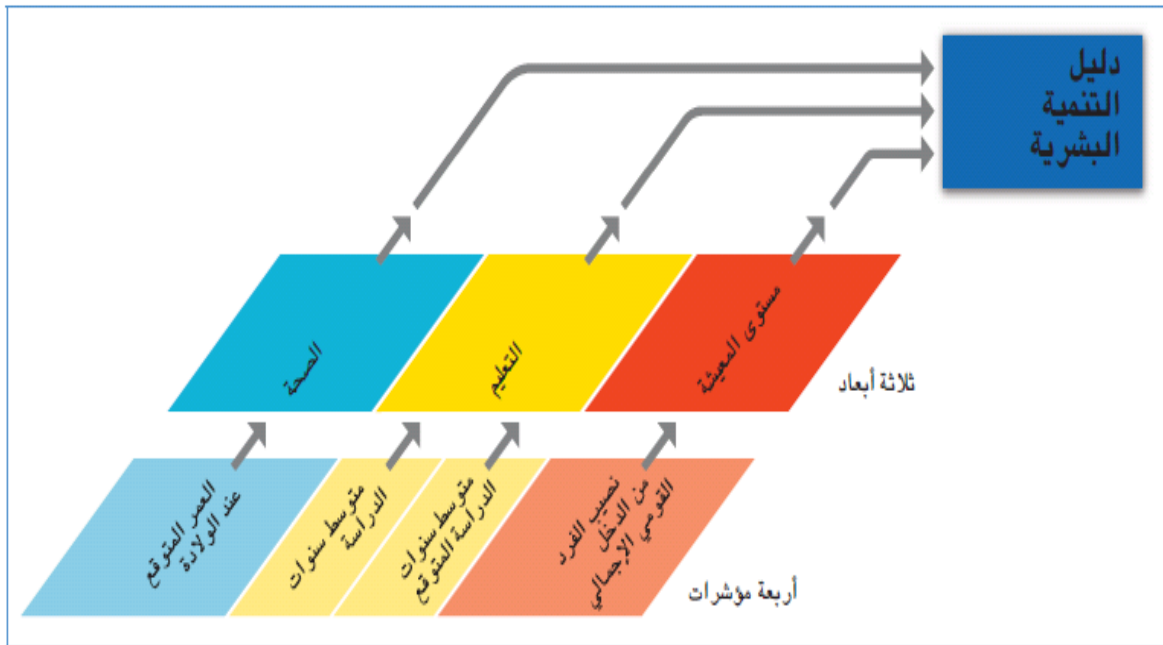 دليل
التنمية
البشرية
ثلاثة أبعاد
مستوى المعيشة
التعليم
الصحة
أربعة مؤشرات
نصيب الفرد
من الدخل
القومي الإجمالي
متوسط سنوات
الدراسة المتوقع
متوسط سنوات
الدراسة
العمر المتوقع
عند الولادة